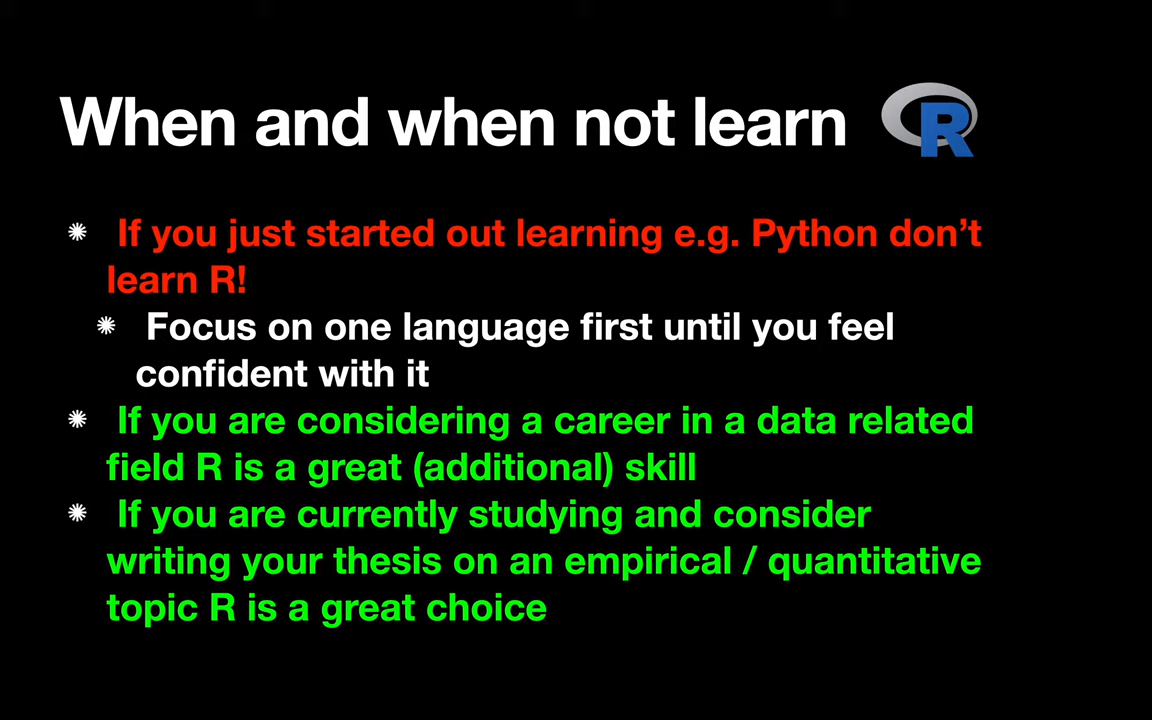 When and when not learn R
If you just started out learning e.g. Python don’t
learn R!
Focus on one language first until you feel
confident with it
If you are considering a career in a data related
field R is a great (additional) skill
If you are currently studying and consider
writing your thesis on an empirical / quantitative
topic R is a great choice